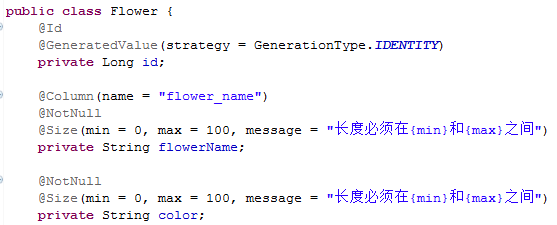 public class Flower {
@Id
@GeneratedValue(strategy = GenerationType.IDENTITY)
private Long id;
@Column(name = "flower_name")
@NotNull
@Size(min = 0, max = 100, message = "长度必须在{min}和{max}之间")
private String flowerName;
@NotNull
@Size(min = 0, max = 100, message = "长度必须在{min}和{max}之间")
private String color;